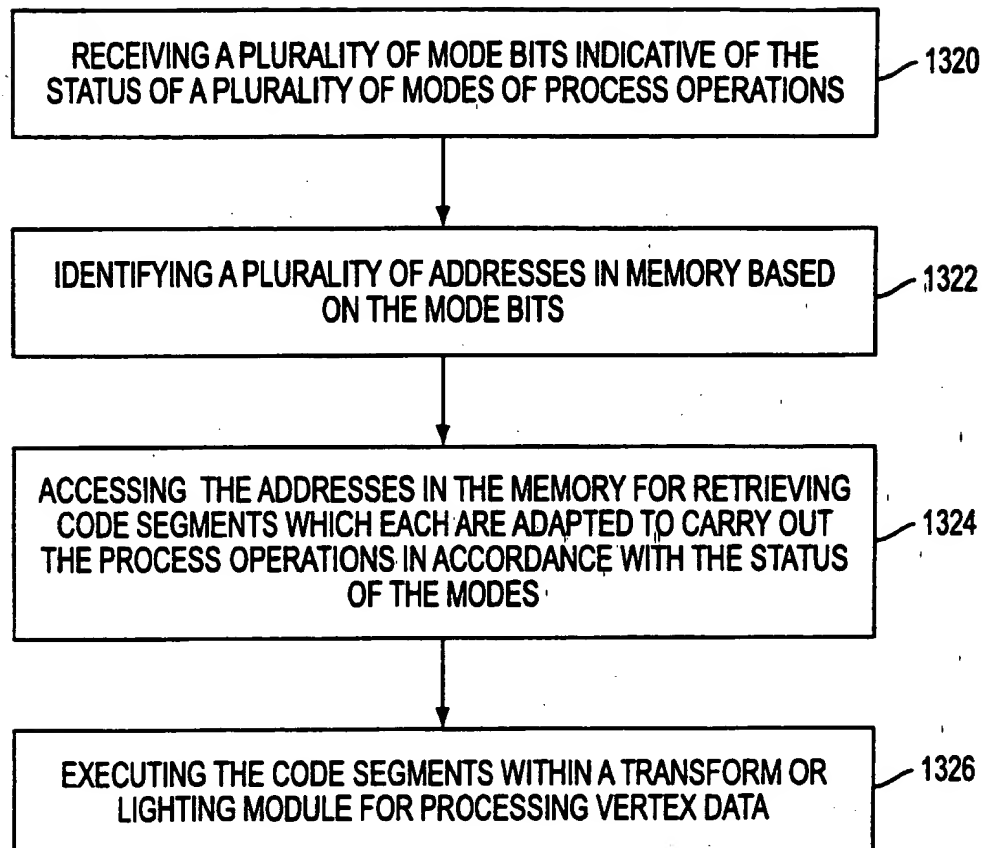 RECEIVING A PLURALITY OF MODE BITS INDICATIVE OF THE
STATUS OF A PLURALITY OF MODES OF PROCESS OPERATIONS
1320
IDENTIFYING A PLURALITY OF ADDRESSES IN MEMORY BASED
ON THE MODE BITS
1322
ACCESSING THE ADDRESSES IN THE MEMORY FOR RETRIEVING
CODE SEGMENTS WHICH EACH ARE ADAPTED TO CARRY OUT
THE PROCESS OPERATIONS IN ACCORDANCE WITH THE STATUS
OF THE MODES
1324
EXECUTING THE CODE SEGMENTS WITHIN A TRANSFORM OR
LIGHTING MODULE FOR PROCESSING VERTEX DATA
1326